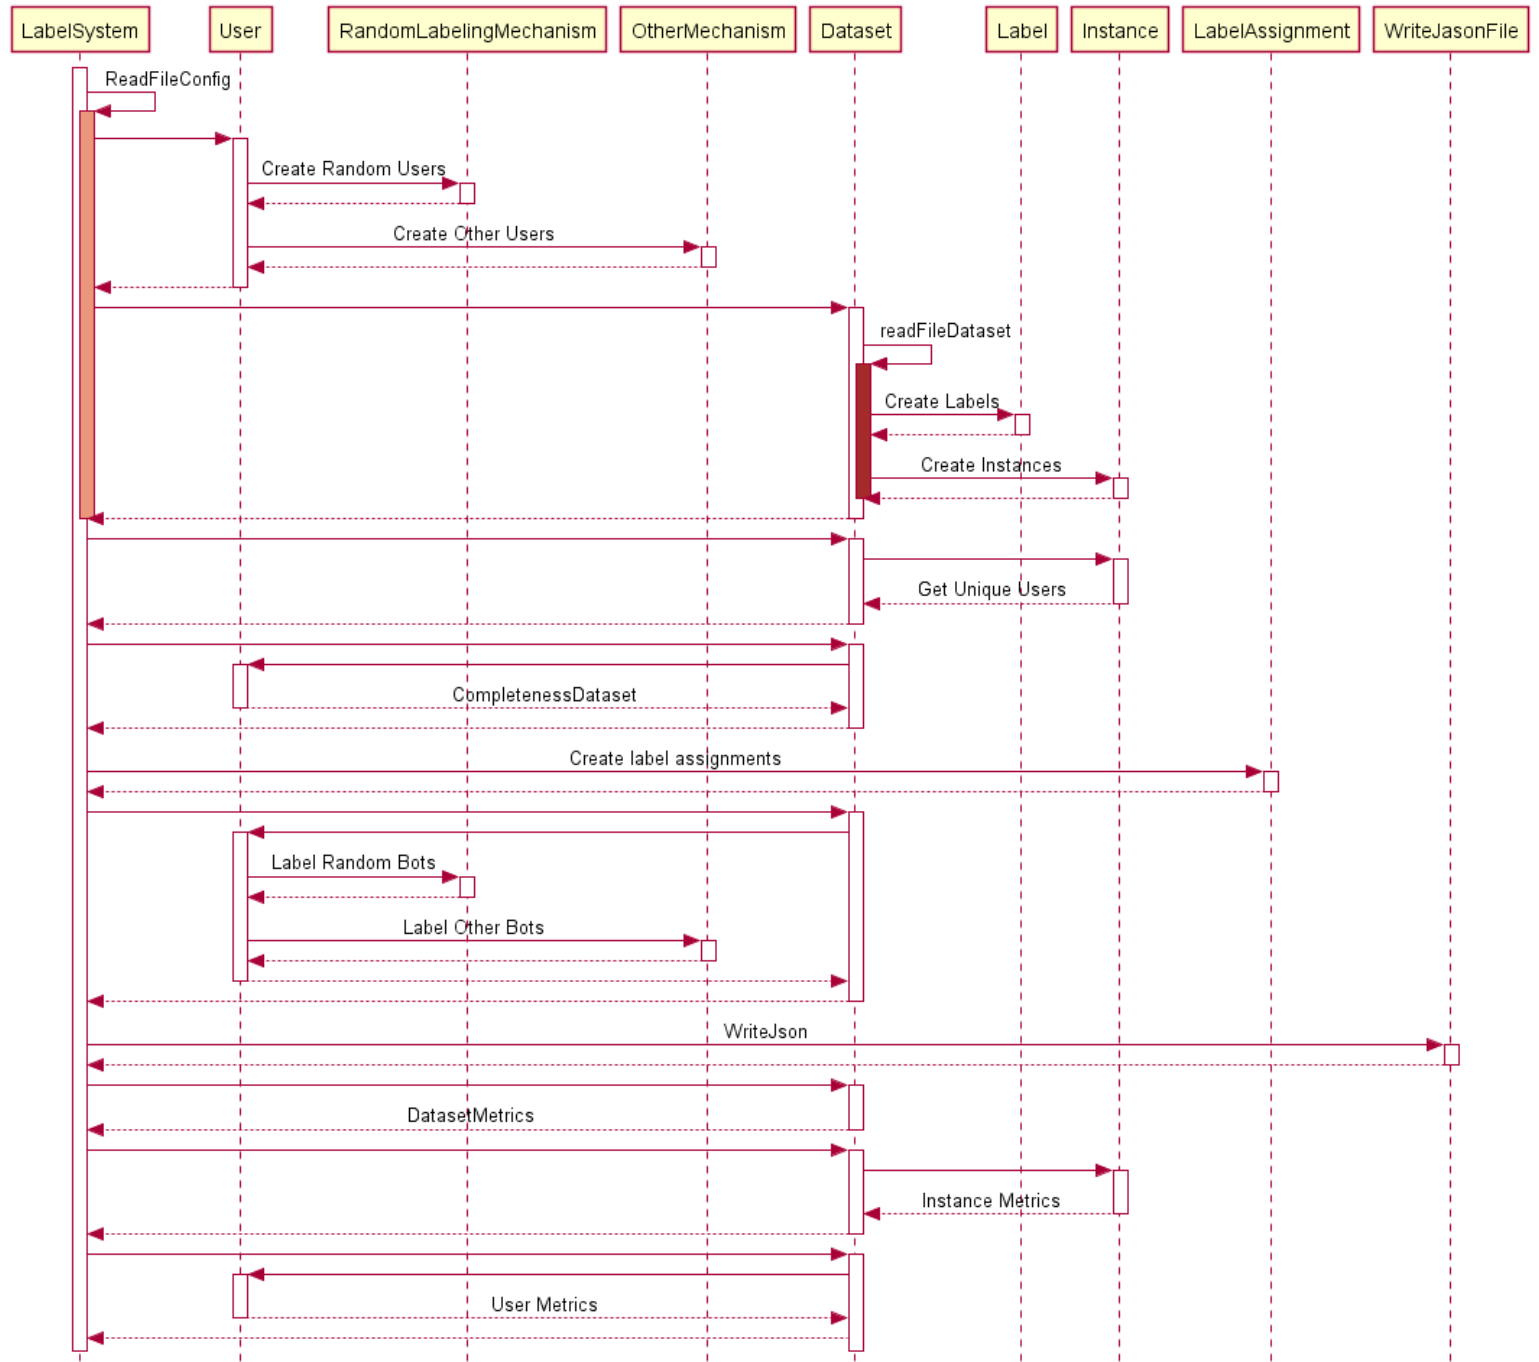 LabelSystem
User
RandomLabelingMechanism
OtherMechanism
Dataset
Label
Instance
LabelAssignment
WriteJasonFile
ReadFileConfig
Create Random Users
Create Other Users
readFileDataset
Create Labels
Create Instances
Get Unique Users
CompletenessDataset
Create label assignments
Label Random Bots
Label Other Bots
WriteJson
DatasetMetrics
Instance Metrics
User Metrics